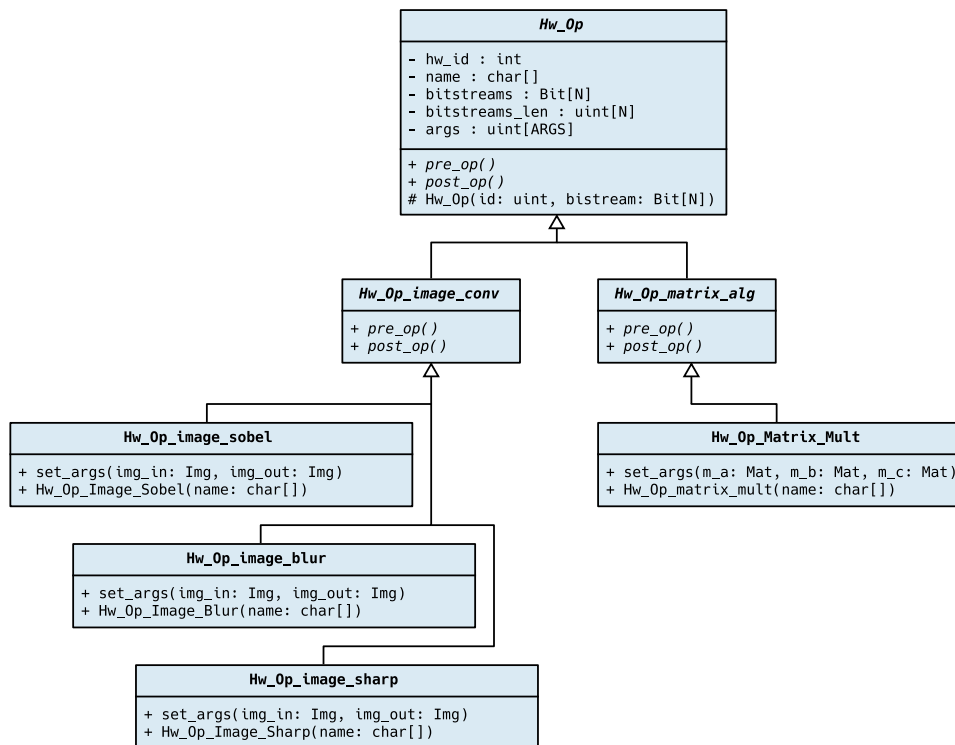 Hw_Op
- hw_id : int
- name : char[]
- bitstreams : Bit[N]
- bitstreams_len : uint[N]
- args : uint[ARGS]
+ pre_op()
+ post_op()
# Hw_Op(id: uint, bistream: Bit[N])
Hw_Op_image_conv
+ pre_op()
+ post_op()
Hw_Op_matrix_alg
+ pre_op()
+ post_op()
Hw_Op_image_sobel
+ set_args(img_in: Img, img_out: Img)
+ Hw_Op_Image_Sobel(name: char[])
Hw_Op_Matrix_Mult
+ set_args(m_a: Mat, m_b: Mat, m_c: Mat)
+ Hw_Op_matrix_mult(name: char[])
Hw_Op_image_blur
+ set_args(img_in: Img, img_out: Img)
+ Hw_Op_Image_Blur(name: char[])
Hw_Op_image_sharp
+ set_args(img_in: Img, img_out: Img)
+ Hw_Op_Image_Sharp(name: char[])